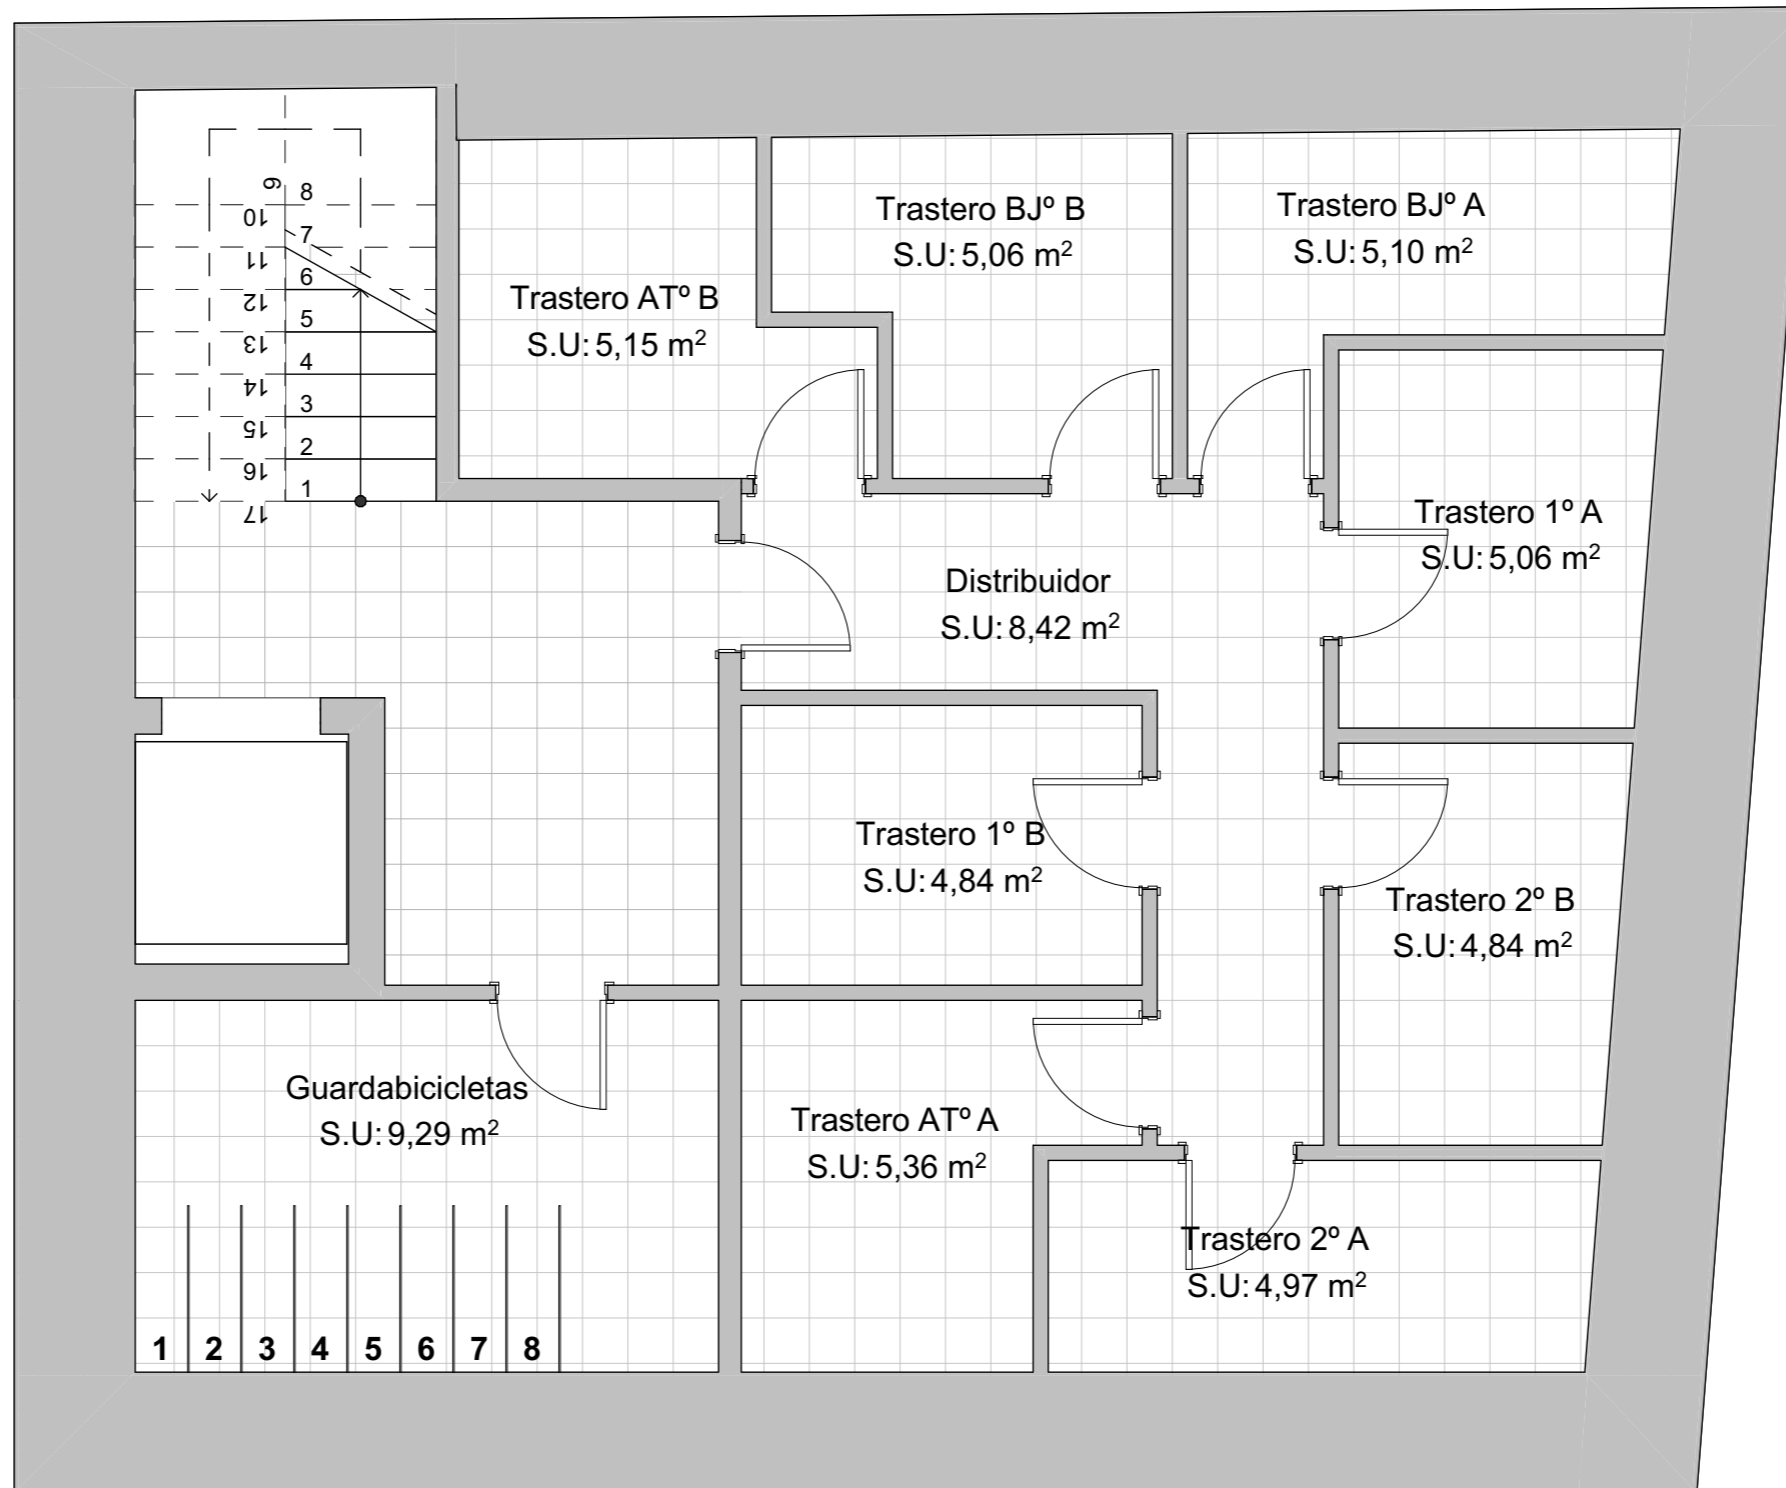 Trastero BJº B
S.U: 5,06 m²
Trastero BJº A
S.U: 5,10 m²
Trastero ATº B
S.U: 5,15 m²
9
10
11
12
13
14
15
16
17
8
7
6
5
4
3
2
1
Trastero 1º A
S.U: 5,06 m²
Distribuidor
S.U: 8,42 m²
Trastero 1º B
S.U: 4,84 m²
Trastero 2º B
S.U: 4,84 m²
Guardabicicletas
S.U: 9,29 m²
Trastero ATº A
S.U: 5,36 m²
Trastero 2º A
S.U: 4,97 m²
1 2 3 4 5 6 7 8